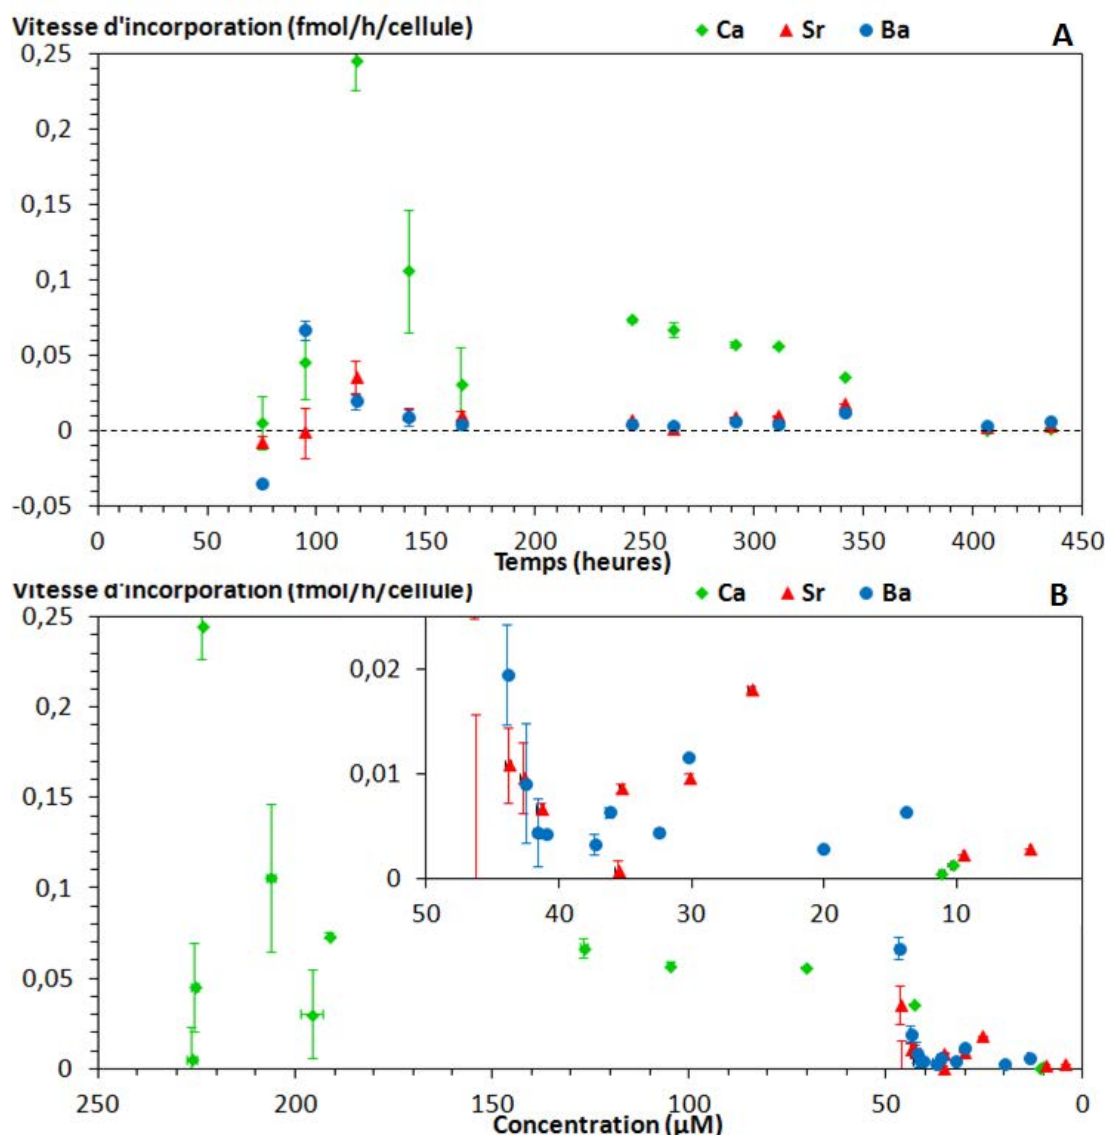 Vitesse d'incorporation (fmol/h/cellule) Ca Sr Ba A
0,25
0,2
0,15
0,1
0,05
0
-0,05
0 50 100 150 200 250 300 350 400 450
Temps (heures)
Vitesse d'incorporation (fmol/h/cellule) Ca Sr Ba B
0,25
0,2
0,15
0,1
0,05
0
0,02
0,01
0
50 40 30 20 10
250 200 150 100 50 0
Concentration (µM)